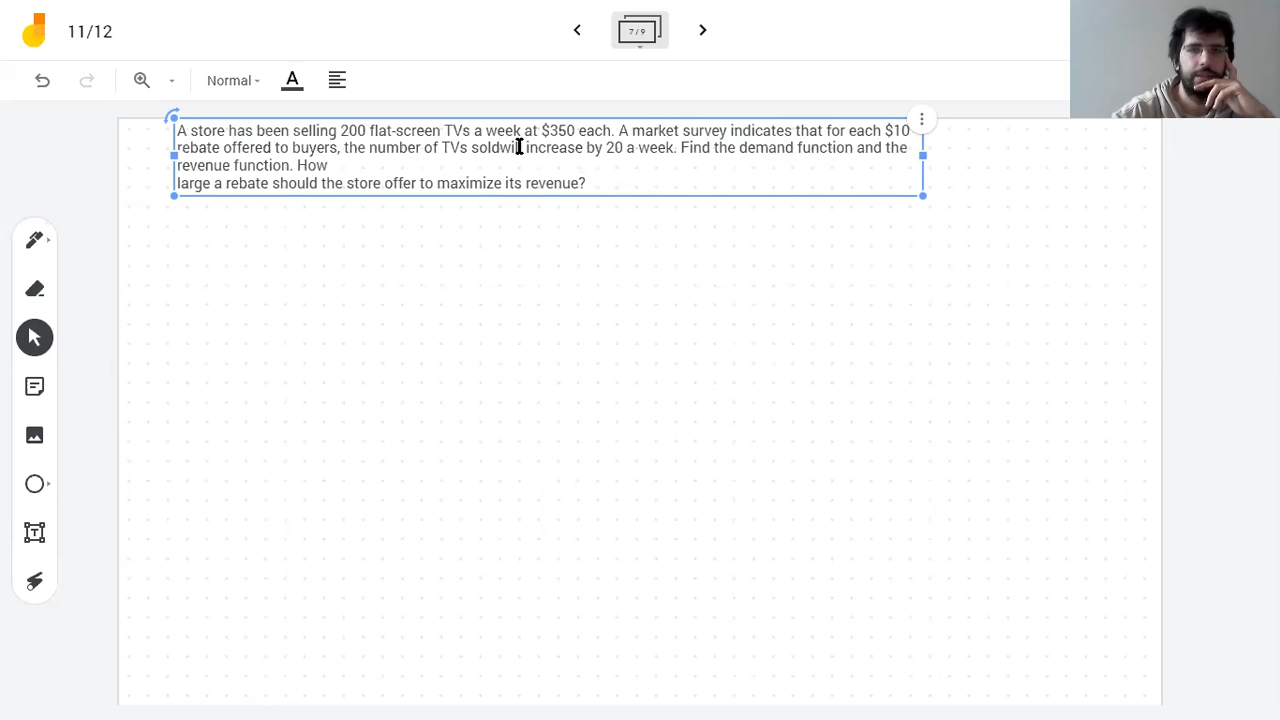 11/12
7 / 9
Normal
A
A store has been selling 200 flat-screen TVs a week at $350 each. A market survey indicates that for each $10
rebate offered to buyers, the number of TVs soldwill increase by 20 a week. Find the demand function and the
revenue function. How
large a rebate should the store offer to maximize its revenue?
T